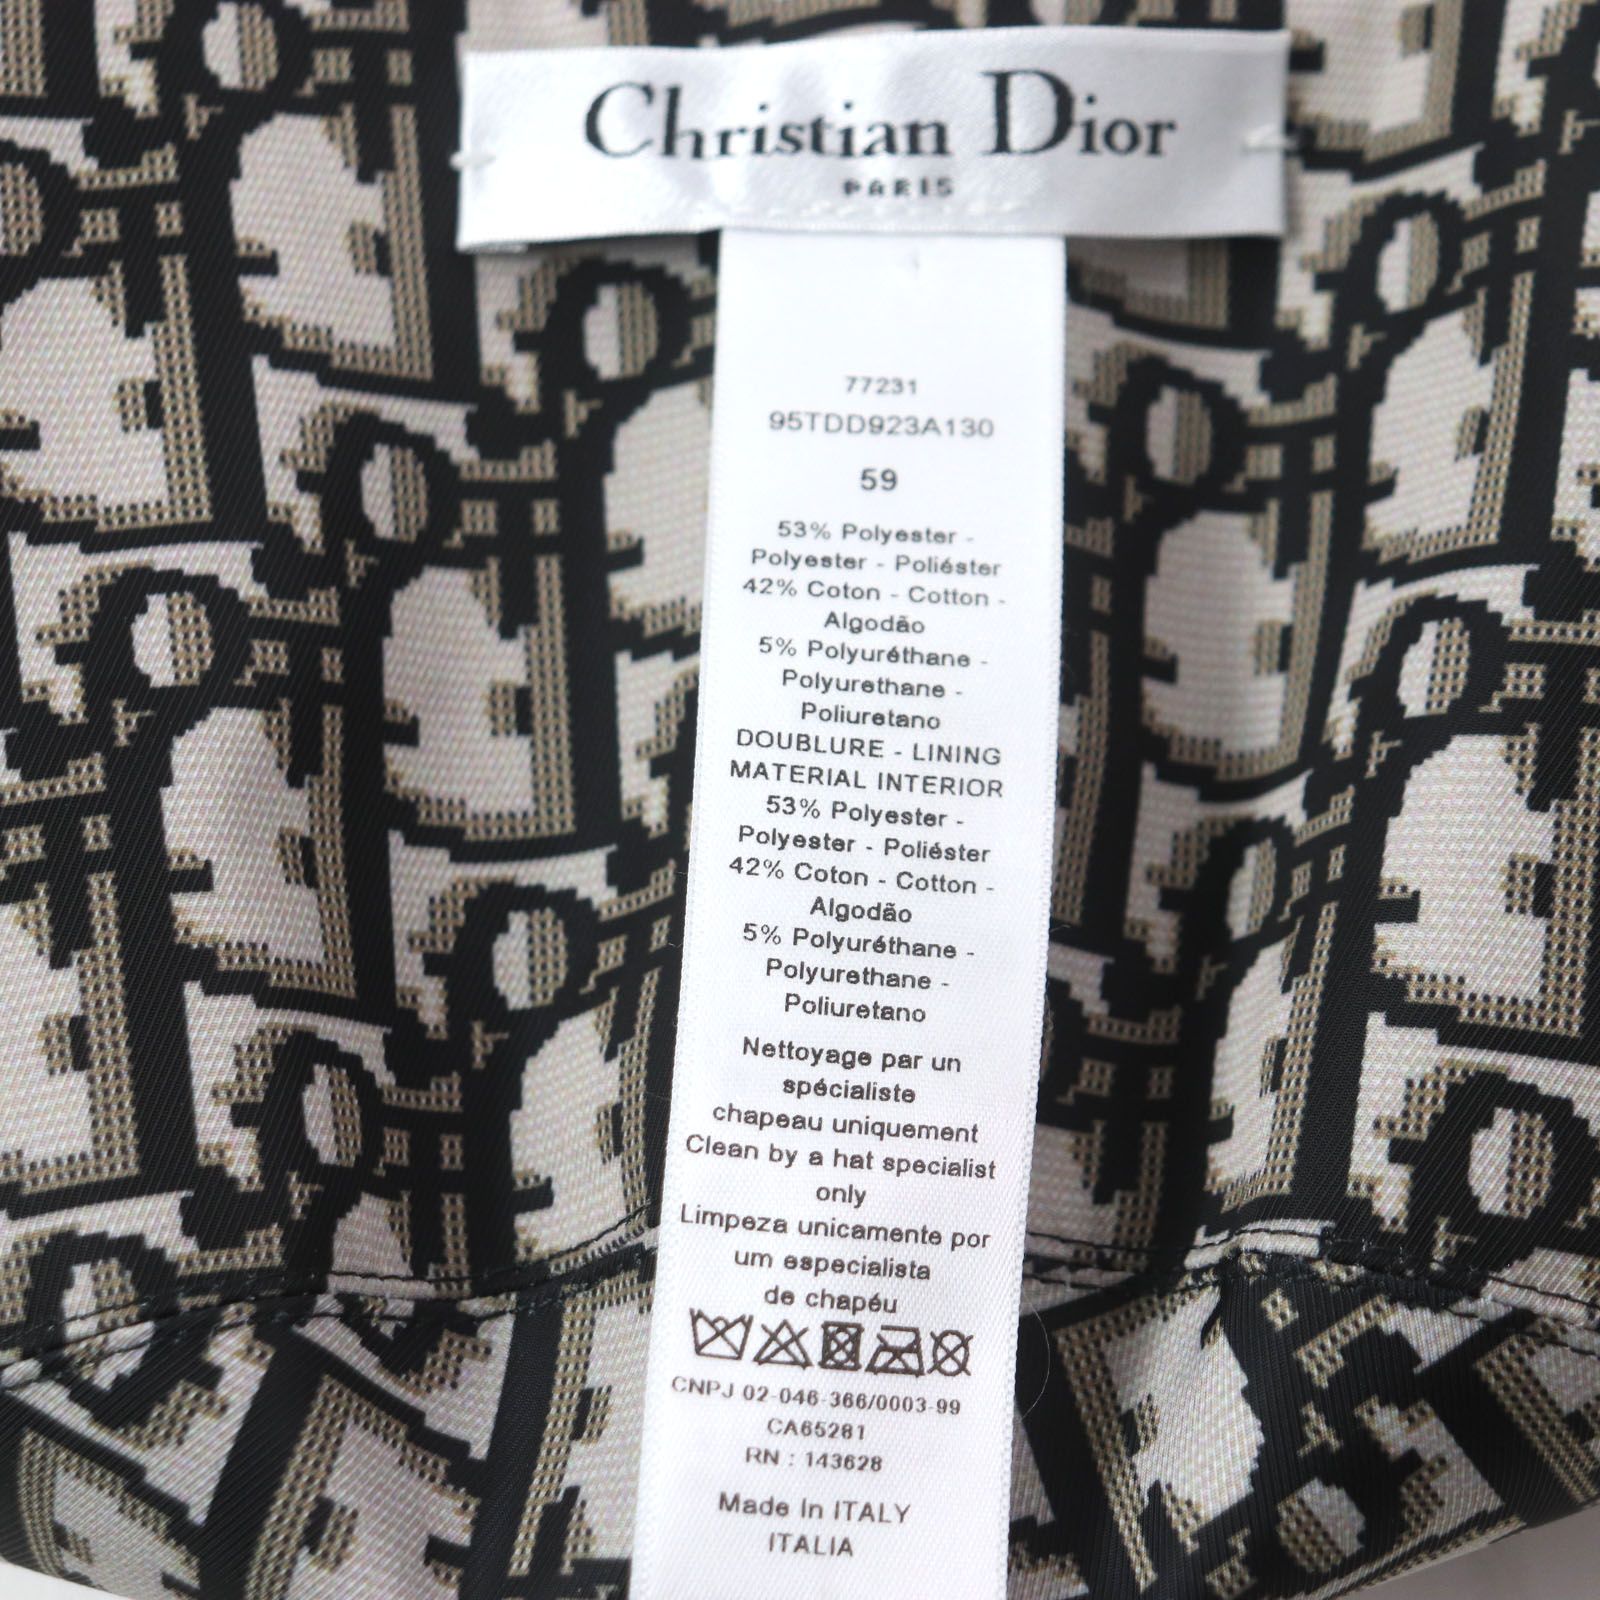 Christian Dior
PARIS
77231
95TDD923A130
59
53% Polyester -
Polyester - Poliéster
42% Coton - Cotton -
Algodão
5% Polyuréthane -
Polyurethane -
Poliuretano
DOUBLURE - LINING
MATERIAL INTERIOR
53% Polyester -
Polyester - Poliéster
42% Coton - Cotton -
Algodão
5% Polyuréthane -
Polyurethane -
Poliuretano
Nettoyage par un
spécialiste
chapeau uniquement
Clean by a hat specialist
only
Limpeza unicamente por
um especialista
de chapéu
CNPJ 02-046-366/0003-99
CA65281
RN : 143628
Made In ITALY
ITALIA